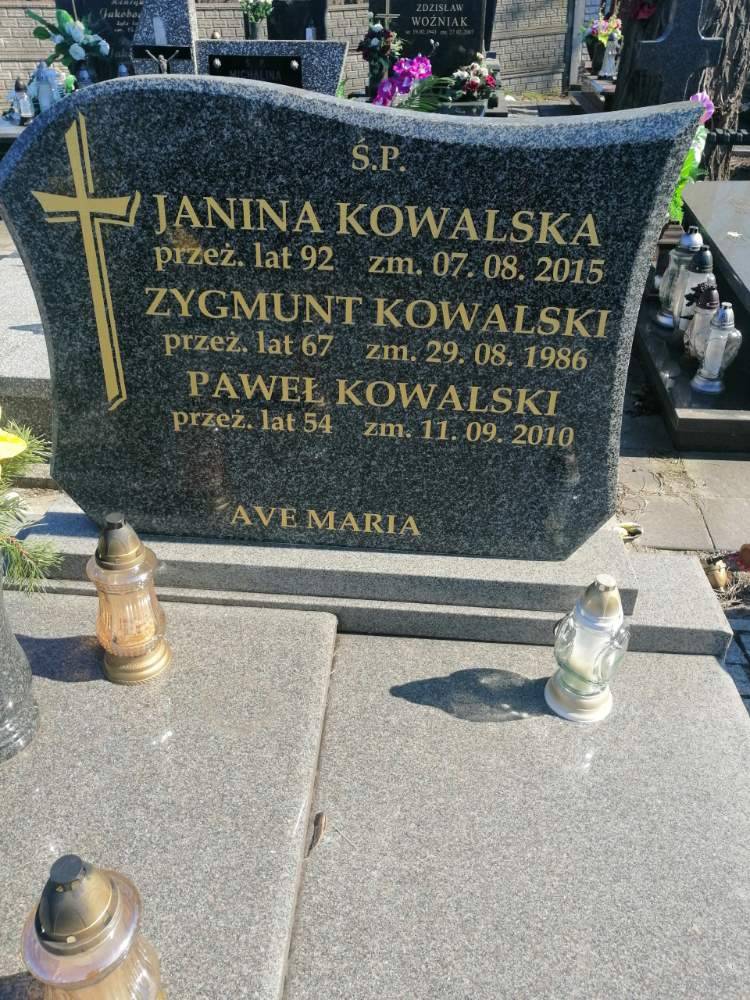 ZDZISŁAW
WOŹNIAK
Ś.P.
JANINA KOWALSKA
przeż. lat 92 zm. 07. 08. 2015
ZYGMUNT KOWALSKI
przeż. lat 67 zm. 29. 08. 1986
PAWEŁ KOWALSKI
przeż. lat 54 zm. 11. 09. 2010
AVE MARIA